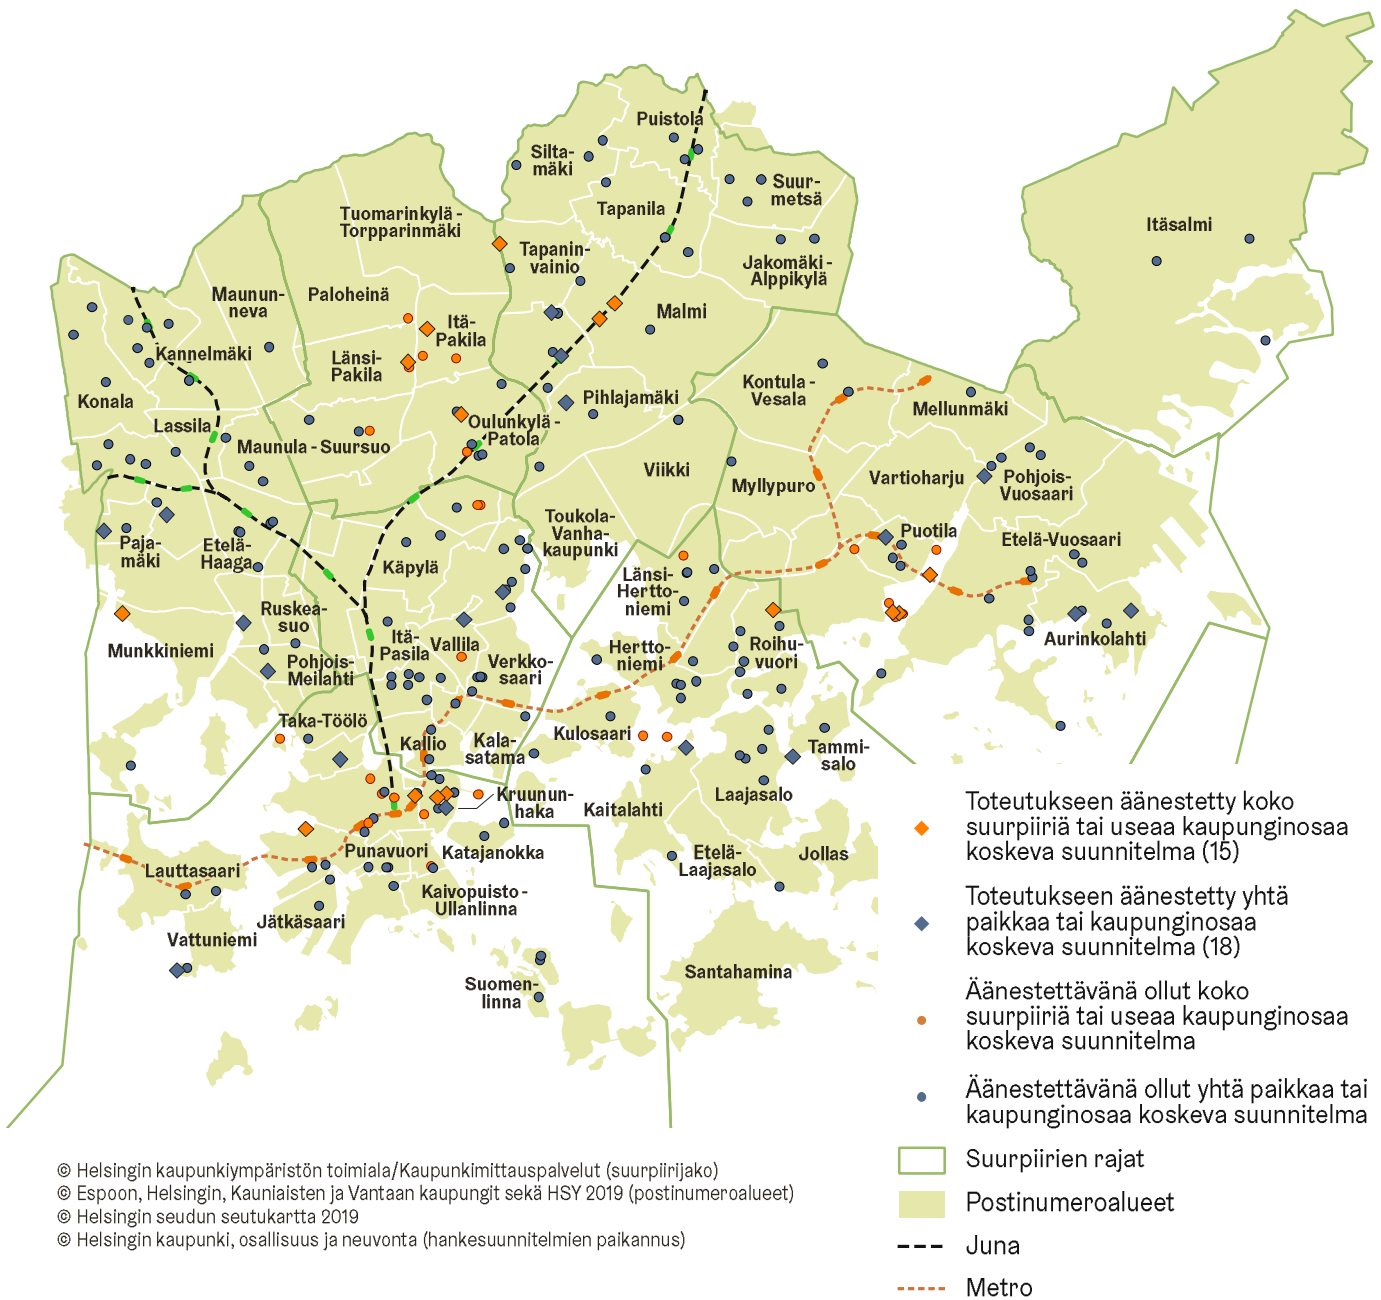 Puistola
Silta-
mäki
Suur-
metsä
Tapanila
Tuomarinkylä -
Torpparinmäki
Itäsalmi
Tapanin-
vainio
Jakomäki -
Alppikylä
Maunun-
neva
Paloheinä
Malmi
Itä-
Pakila
Kannelmäki
Länsi-
Pakila
Kontula -
Vesala
Konala
Pihlajamäki
Mellunmäki
Lassila
Oulunkylä -
Patola
Maunula - Suursuo
Viikki
Myllypuro
Vartioharju
Pohjois-
Vuosaari
Toukola-
Vanha-
kaupunki
Puotila
Etelä-Vuosaari
Paja-
mäki
Etelä-
Haaga
Käpylä
Länsi-
Hertto-
niemi
Ruskea-
suo
Munkkiniemi
Itä-
Pasila
Vallila
Hertto-
niemi
Roihu-
vuori
Aurinkolahti
Pohjois-
Meilahti
Verkko-
saari
Taka-Töölö
Kallio
Kala-
satama
Kulosaari
Tammi-
salo
Kruunun-
haka
Kaitalahti
Laajasalo
Punavuori
Katajanokka
Etelä-
Laajasalo
Jollas
Lauttasaari
Kaivopuisto -
Ullanlinna
Jätkäsaari
Vattuniemi
Suomen-
linna
Santahamina
Toteutukseen äänestetty koko
suurpiiriä tai useaa kaupunginosaa
koskeva suunnitelma (15)
Toteutukseen äänestetty yhtä
paikkaa tai kaupunginosaa
koskeva suunnitelma (18)
Äänestettävänä ollut koko
suurpiiriä tai useaa kaupunginosaa
koskeva suunnitelma
Äänestettävänä ollut yhtä paikkaa tai
kaupunginosaa koskeva suunnitelma
Suurpiirien rajat
Postinumeroalueet
Juna
Metro
© Helsingin kaupunkiympäristön toimiala/Kaupunkimittauspalvelut (suurpiirijako)
© Espoon, Helsingin, Kauniaisten ja Vantaan kaupungit sekä HSY 2019 (postinumeroalueet)
© Helsingin seudun seutukartta 2019
© Helsingin kaupunki, osallisuus ja neuvonta (hankesuunnitelmien paikannus)